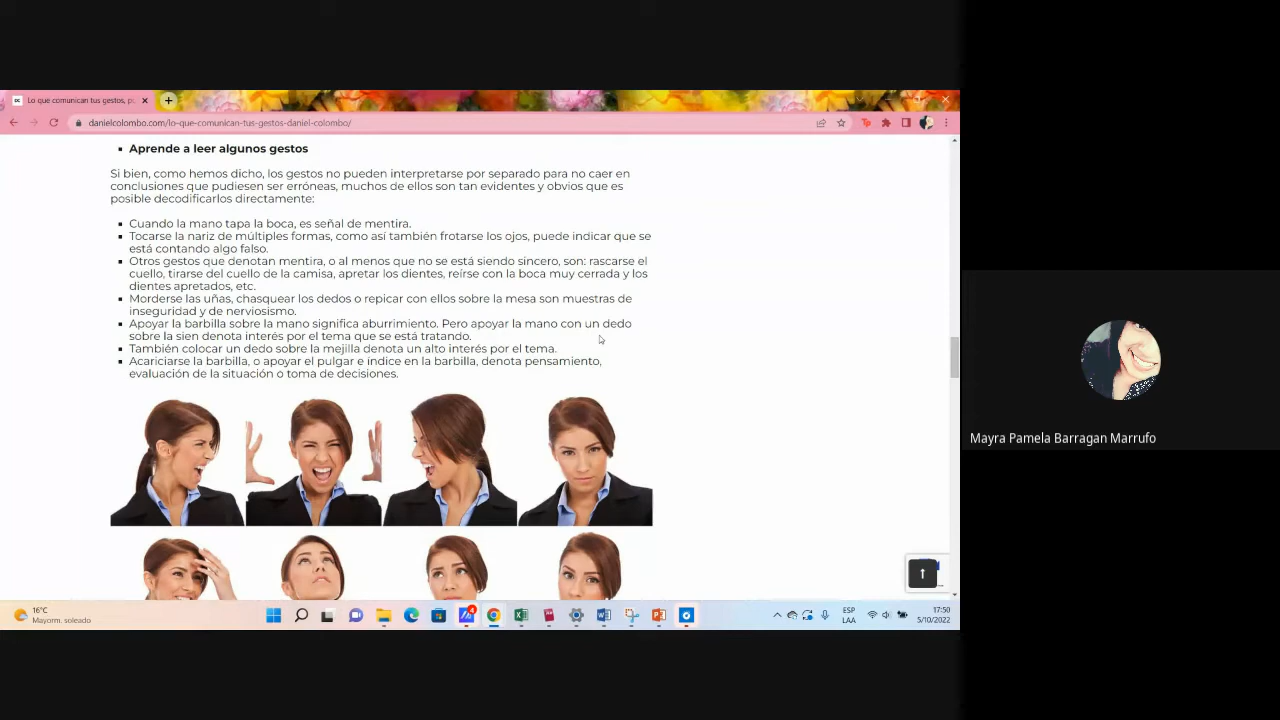 Lo que comunican tus gestos, po
danielcolombo.com/lo-que-comunican-tus-gestos-daniel-colombo/
Aprende a leer algunos gestos
Si bien, como hemos dicho, los gestos no pueden interpretarse por separado para no caer en
conclusiones que pudiesen ser erróneas, muchos de ellos son tan evidentes y obvios que es
posible decodificarlos directamente:
Cuando la mano tapa la boca, es señal de mentira.
Tocarse la nariz de múltiples formas, como así también frotarse los ojos, puede indicar que se
está contando algo falso.
Otros gestos que denotan mentira, o al menos que no se está siendo sincero, son: rascarse el
cuello, tirarse del cuello de la camisa, apretar los dientes, reírse con la boca muy cerrada y los
dientes apretados, etc.
Morderse las uñas, chasquear los dedos o repicar con ellos sobre la mesa son muestras de
inseguridad y de nerviosismo.
Apoyar la barbilla sobre la mano significa aburrimiento. Pero apoyar la mano con un dedo
sobre la sien denota interés por el tema que se está tratando.
También colocar un dedo sobre la mejilla denota un alto interés por el tema.
Acariciarse la barbilla, o apoyar el pulgar e índice en la barbilla, denota pensamiento,
evaluación de la situación o toma de decisiones.
Mayra Pamela Barragan Marrufo
16°C
Mayorm. soleado
4
ESP
LAA
17:50
5/10/2022